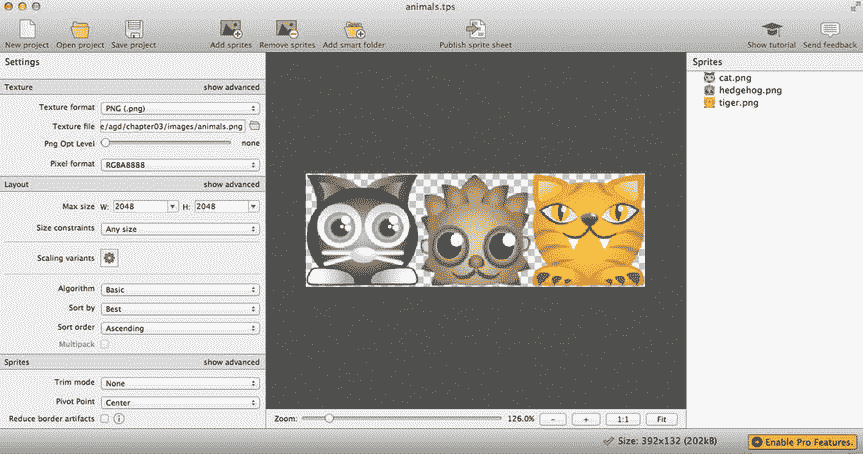 animals.tps
New project Open project Save project Add sprites Remove sprites Add smart folder Publish sprite sheet Show tutorial Send feedback
Settings
Texture show advanced
Texture format PNG (.png)
Texture file e/agd/chapter03/images/animals.png
Png Opt Level none
Pixel format RGBA8888
Layout show advanced
Max size W: 2048 H: 2048
Size constraints Any size
Scaling variants
Algorithm Basic
Sort by Best
Sort order Ascending
Multipack
Sprites show advanced
Trim mode None
Pivot Point Center
Reduce border artifacts
Zoom: 126.0% - + 1:1 Fit
Sprites
cat.png
hedgehog.png
tiger.png
Size: 392x132 (202kB) Enable Pro Features.